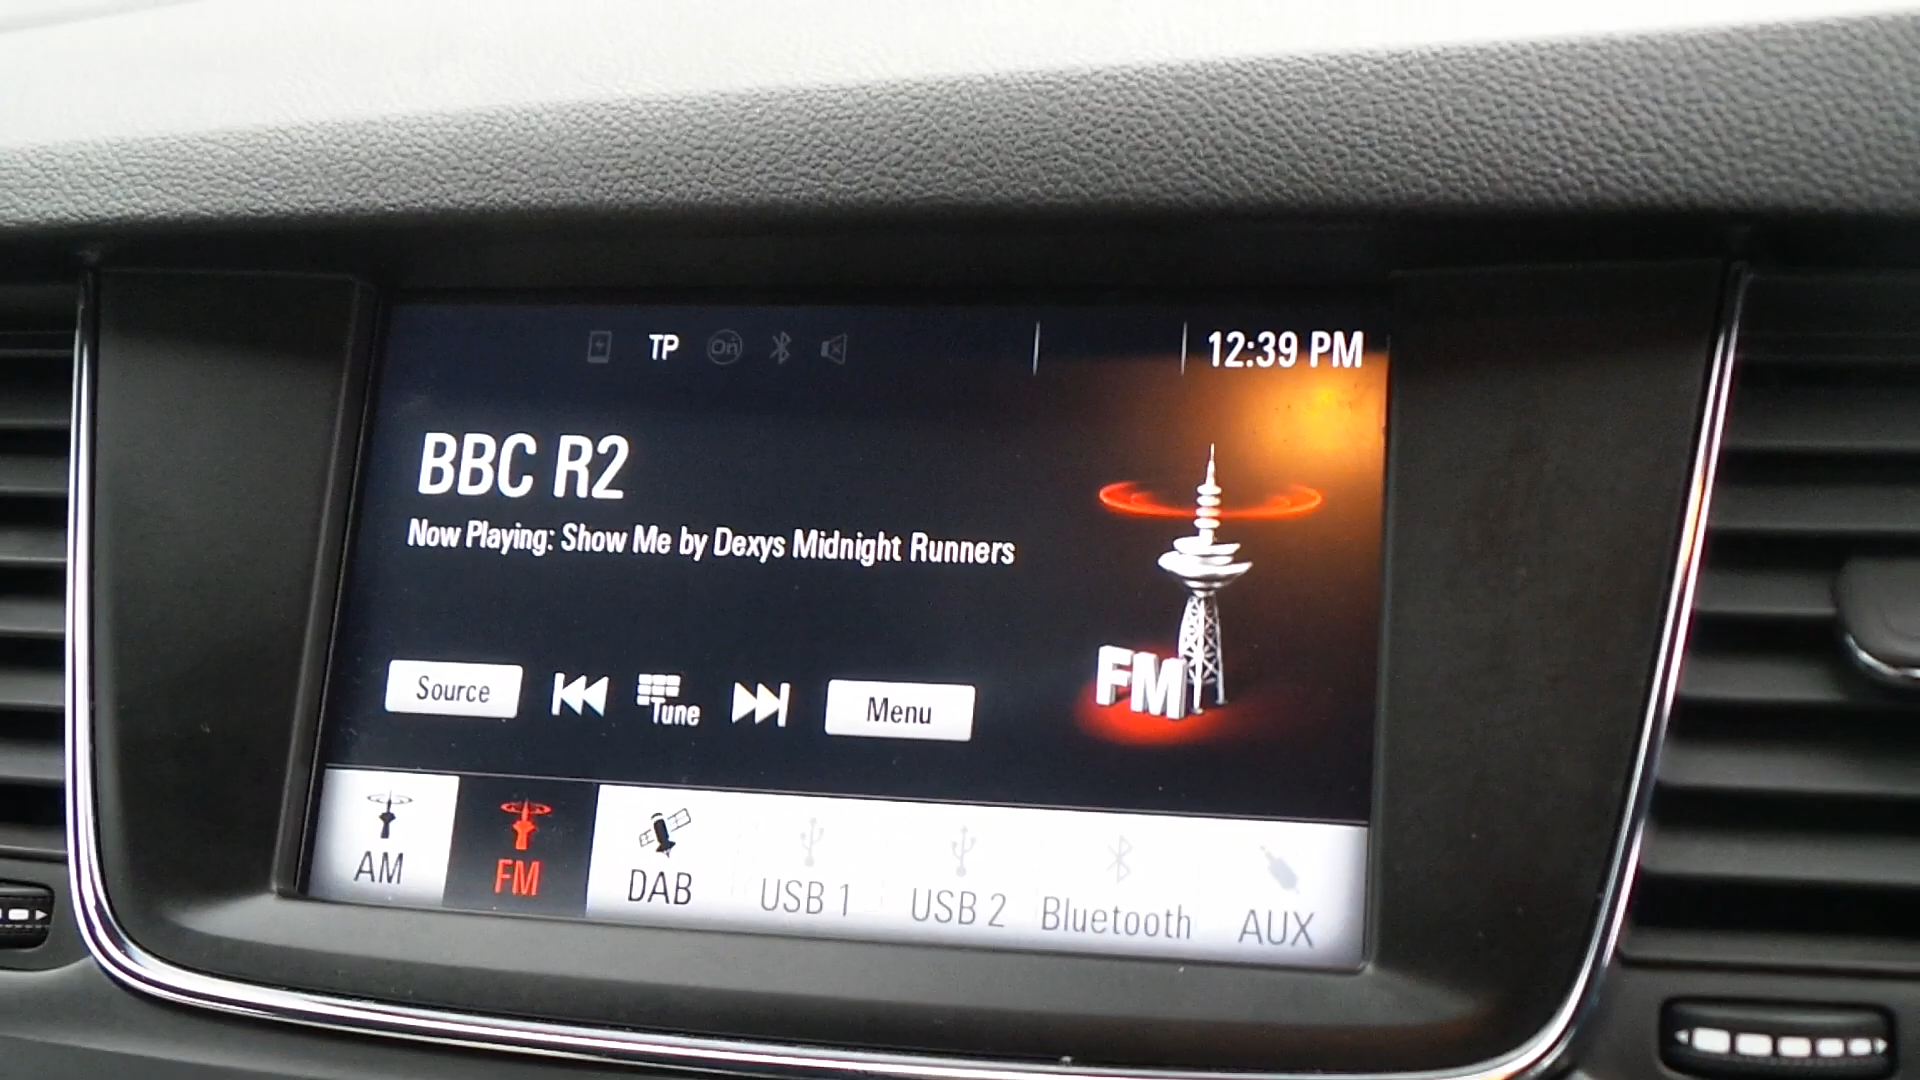 TP On 12:39 PM
BBC R2
Now Playing: Show Me by Dexys Midnight Runners
Source Tune Menu
FM
AM FM DAB USB 1 USB 2 Bluetooth AUX